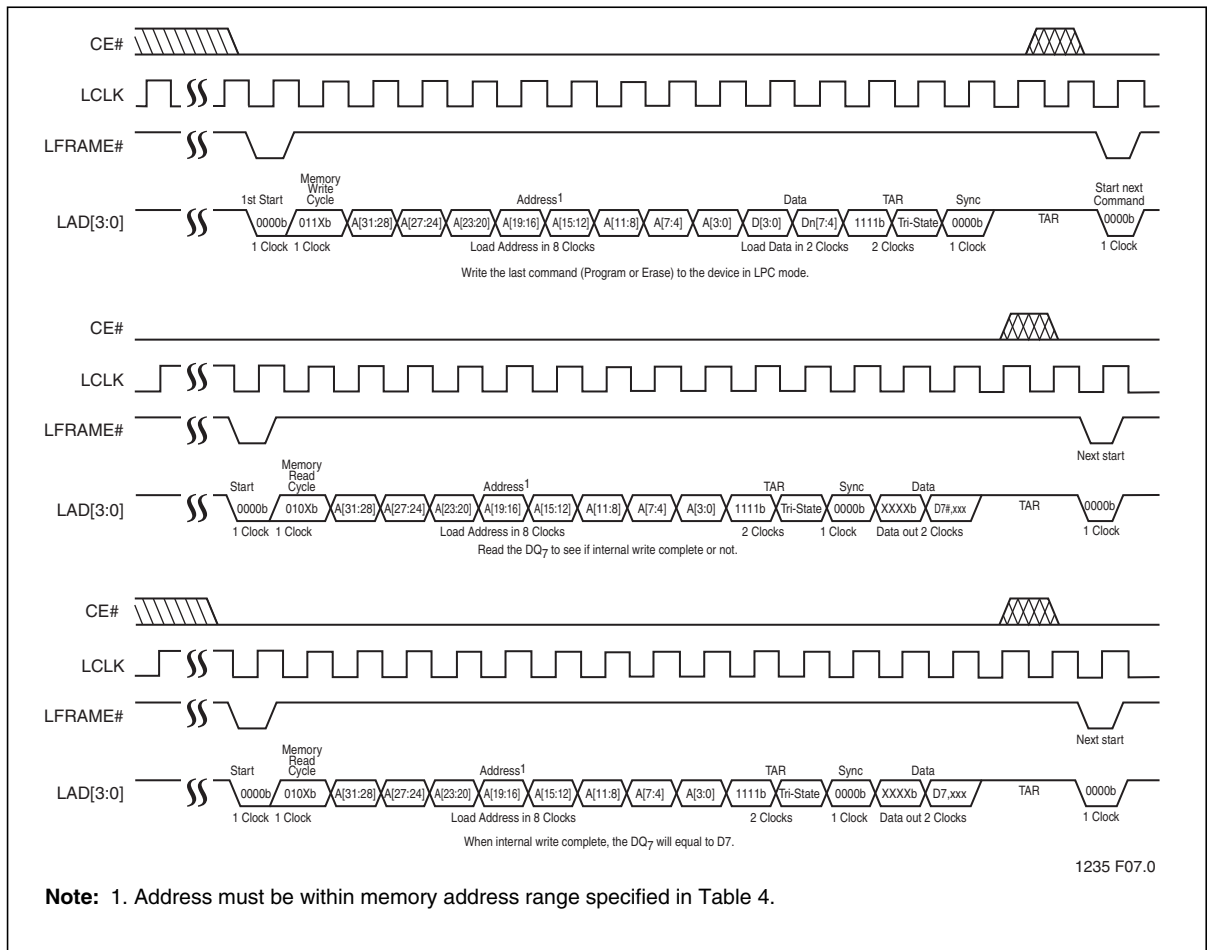 CE#
LCLK
LFRAME#
1st Start Memory Write Cycle Address1 Data TAR Sync Start next Command
LAD[3:0] 0000b 011Xb A[31:28] A[27:24] A[23:20] A[19:16] A[15:12] A[11:8] A[7:4] A[3:0] D[3:0] Dn[7:4] 1111b Tri-State 0000b TAR 0000b
1 Clock 1 Clock Load Address in 8 Clocks Load Data in 2 Clocks 2 Clocks 1 Clock 1 Clock
Write the last command (Program or Erase) to the device in LPC mode.
CE#
LCLK
LFRAME#
Next start
Start Memory Read Cycle Address1 TAR Sync Data
LAD[3:0] 0000b 010Xb A[31:28] A[27:24] A[23:20] A[19:16] A[15:12] A[11:8] A[7:4] A[3:0] 1111b Tri-State 0000b XXXXb D7#,xxx TAR 0000b
1 Clock 1 Clock Load Address in 8 Clocks 2 Clocks 1 Clock Data out 2 Clocks 1 Clock
Read the DQ7 to see if internal write complete or not.
CE#
LCLK
LFRAME#
Next start
Start Memory Read Cycle Address1 TAR Sync Data
LAD[3:0] 0000b 010Xb A[31:28] A[27:24] A[23:20] A[19:16] A[15:12] A[11:8] A[7:4] A[3:0] 1111b Tri-State 0000b XXXXb D7,xxx TAR 0000b
1 Clock 1 Clock Load Address in 8 Clocks 2 Clocks 1 Clock Data out 2 Clocks 1 Clock
When internal write complete, the DQ7 will equal to D7.
1235 F07.0
Note: 1. Address must be within memory address range specified in Table 4.